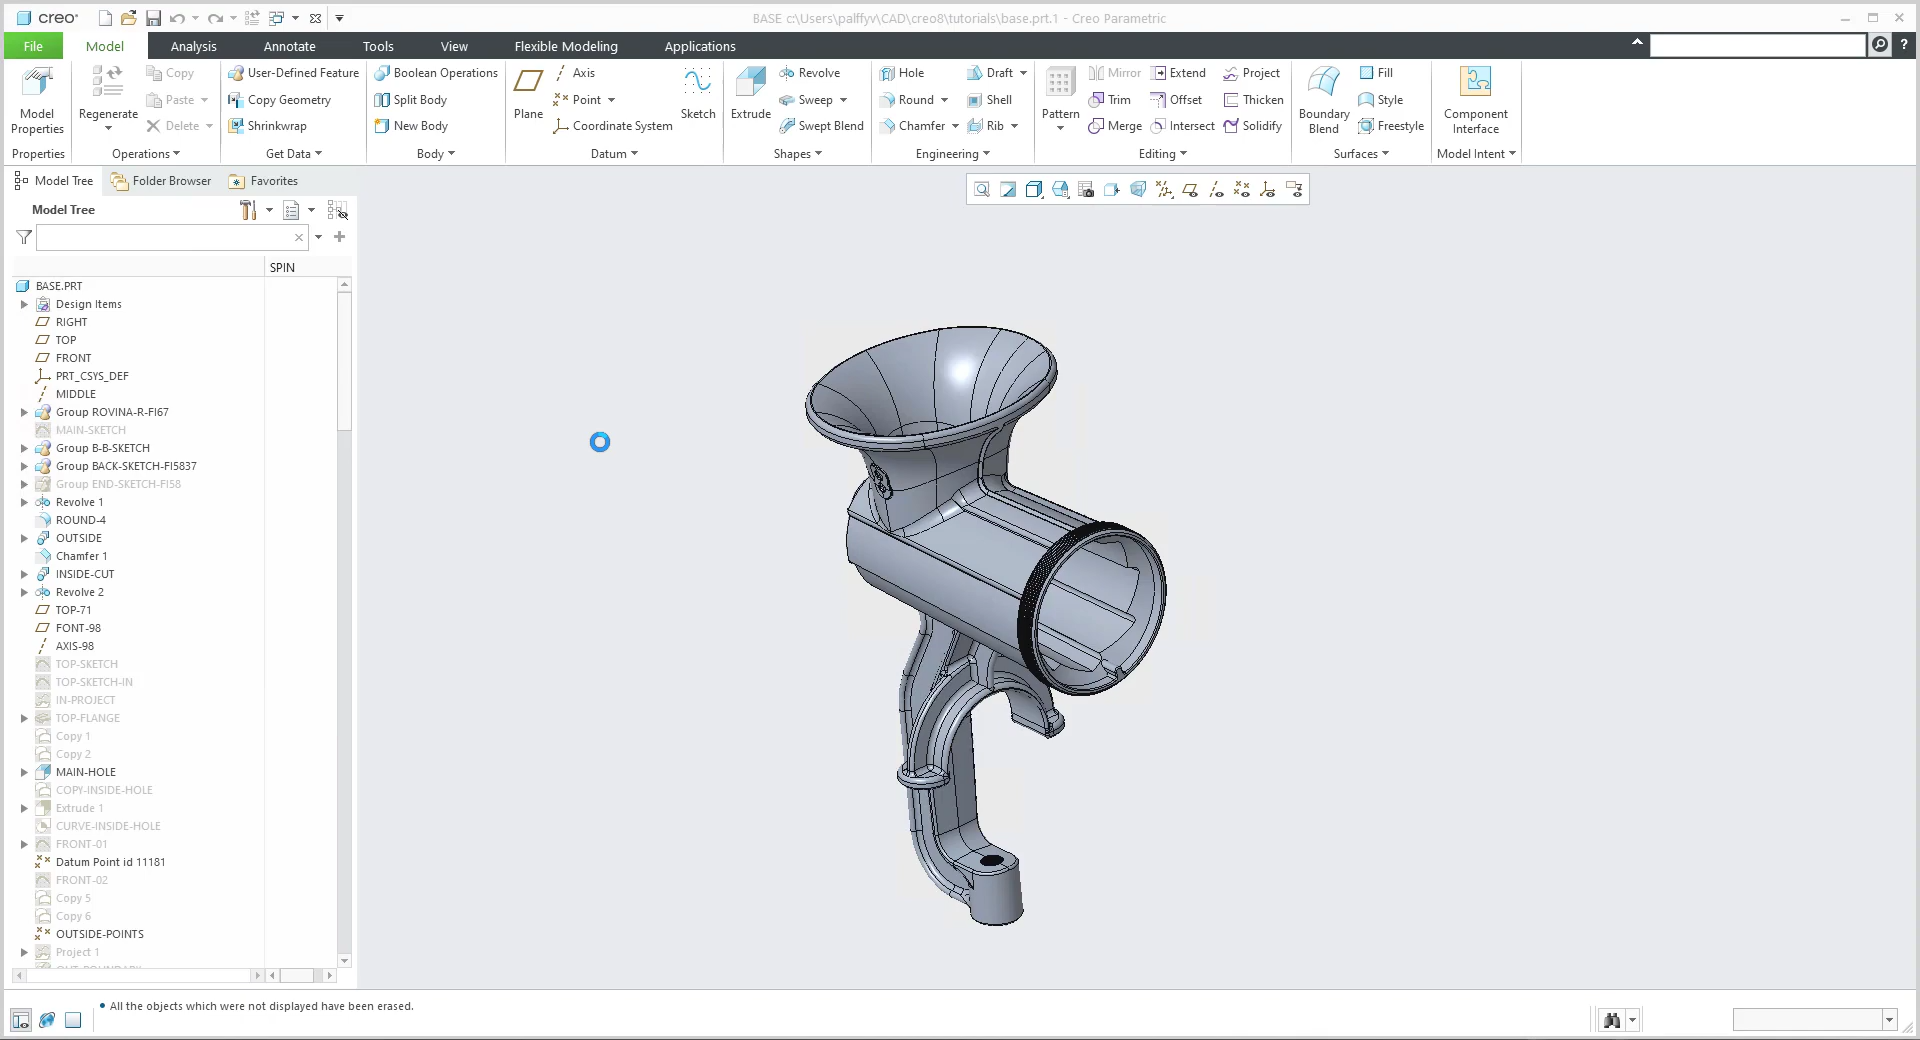 creo
BASE c:\Users\palffyv\CAD\creo8\tutorials\base.prt.1 - Creo Parametric
File
Model
Analysis
Annotate
Tools
View
Flexible Modeling
Applications
Model
Properties
Properties
Regenerate
Copy
Paste
Delete
Operations
User-Defined Feature
Copy Geometry
Shrinkwrap
Get Data
Boolean Operations
Split Body
New Body
Body
Plane
Axis
Point
Coordinate System
Sketch
Datum
Extrude
Revolve
Sweep
Swept Blend
Shapes
Hole
Round
Chamfer
Draft
Shell
Rib
Engineering
Pattern
Mirror
Trim
Merge
Extend
Offset
Intersect
Project
Thicken
Solidify
Editing
Boundary
Blend
Fill
Style
Freestyle
Surfaces
Component
Interface
Model Intent
Model Tree
Folder Browser
Favorites
Model Tree
SPIN
BASE.PRT
Design Items
RIGHT
TOP
FRONT
PRT_CSYS_DEF
MIDDLE
Group ROVINA-R-FI67
MAIN-SKETCH
Group B-B-SKETCH
Group BACK-SKETCH-FI5837
Group END-SKETCH-FI58
Revolve 1
ROUND-4
OUTSIDE
Chamfer 1
INSIDE-CUT
Revolve 2
TOP-71
FONT-98
AXIS-98
TOP-SKETCH
TOP-SKETCH-IN
IN-PROJECT
TOP-FLANGE
Copy 1
Copy 2
MAIN-HOLE
COPY-INSIDE-HOLE
Extrude 1
CURVE-INSIDE-HOLE
FRONT-01
Datum Point id 11181
FRONT-02
Copy 5
Copy 6
OUTSIDE-POINTS
Project 1
All the objects which were not displayed have been erased.